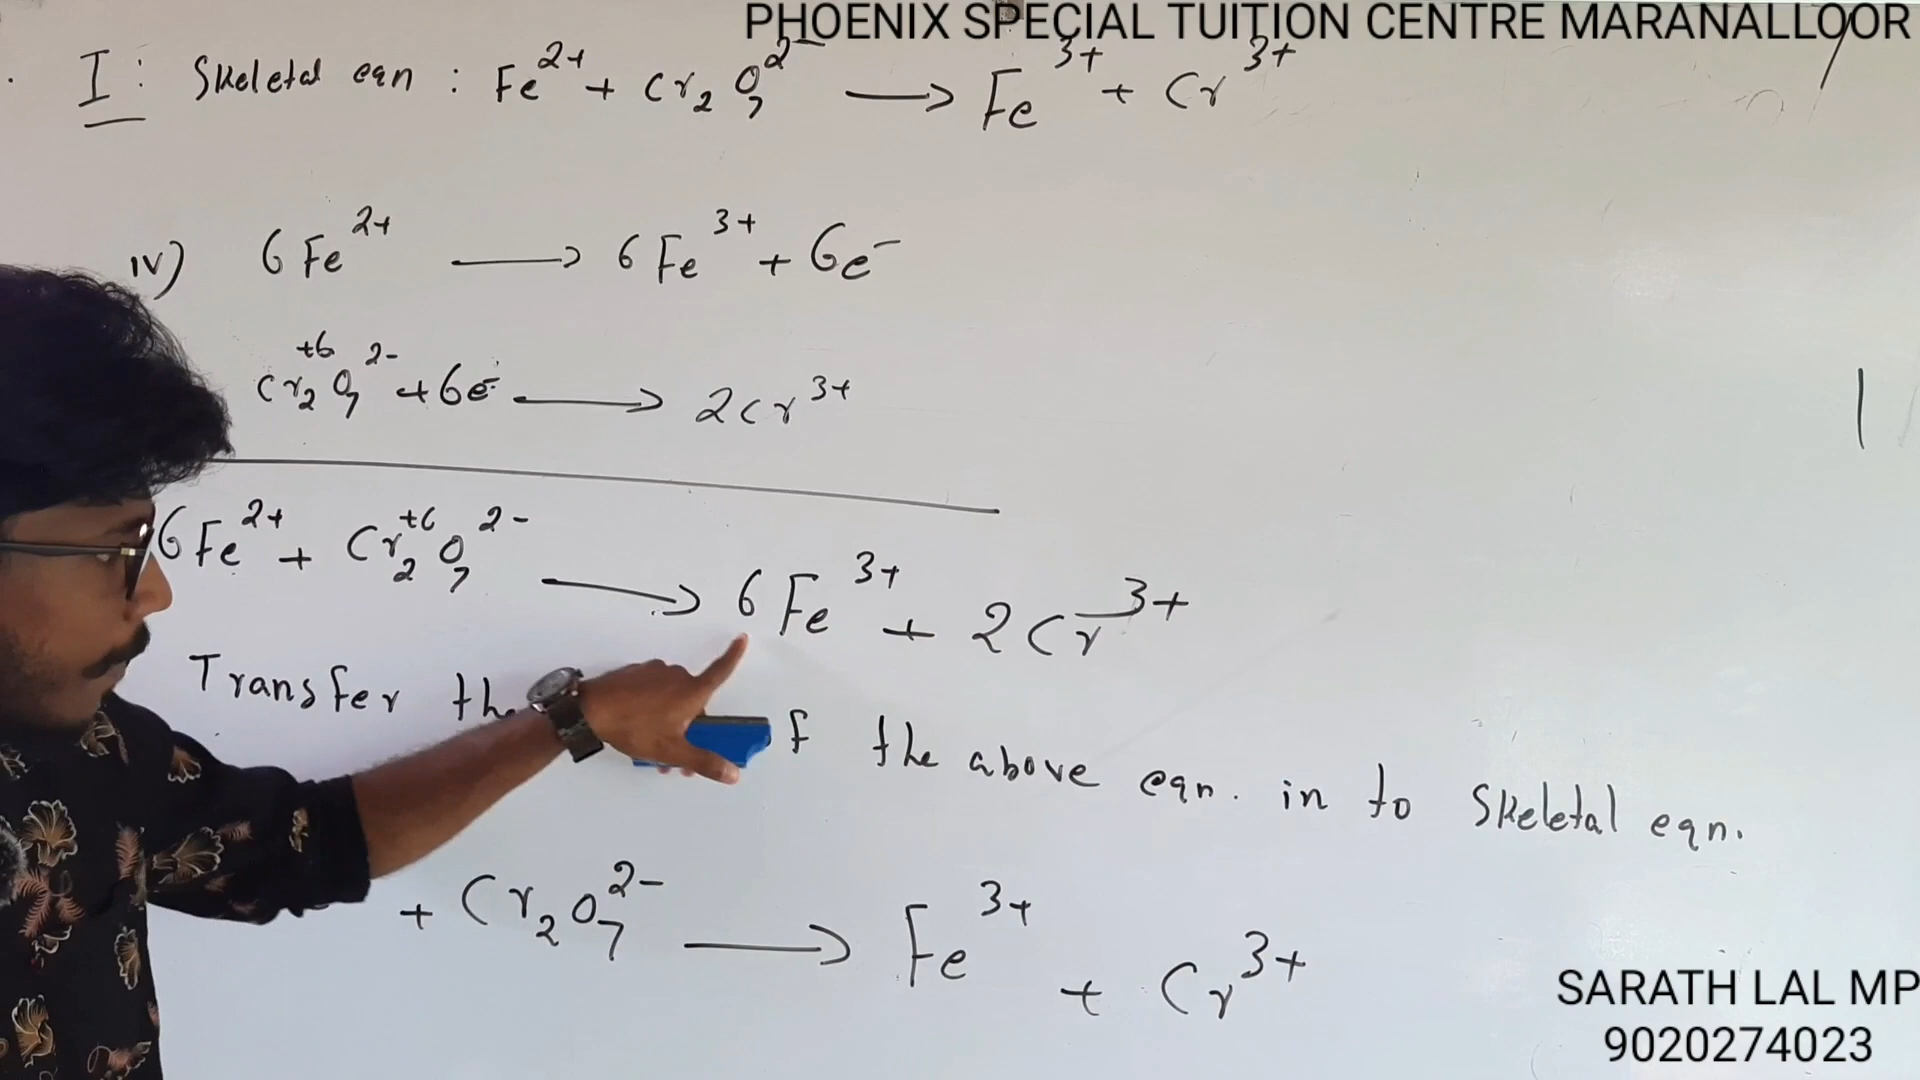 PHOENIX SPECIAL TUITION CENTRE MARANALLOOR
I : Skeletal eqn : Fe²⁺ + Cr₂O₇²⁻ → Fe³⁺ + Cr³⁺
iv) 6Fe²⁺ → 6Fe³⁺ + 6e⁻
+6
Cr₂O₇²⁻ + 6e⁻ → 2Cr³⁺
+6
6Fe²⁺ + Cr₂O₇²⁻ → 6Fe³⁺ + 2Cr³⁺
Transfer the of the above eqn. in to Skeletal eqn.
+ Cr₂O₇²⁻ → Fe³⁺ + Cr³⁺
SARATH LAL MP
9020274023